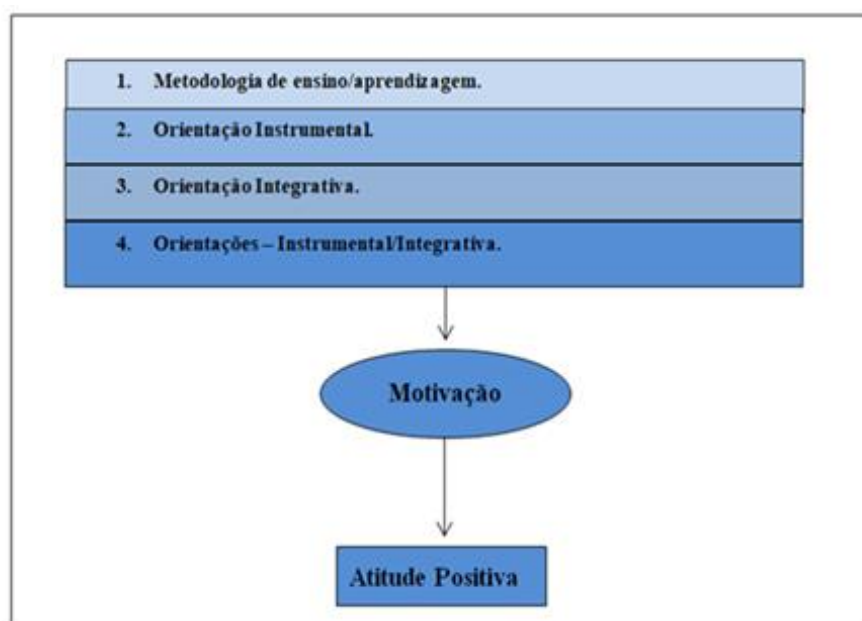 1. Metodologia de ensino/aprendizagem.
2. Orientação Instrumental.
3. Orientação Integrativa.
4. Orientações – Instrumental/Integrativa.
Motivação
Atitude Positiva